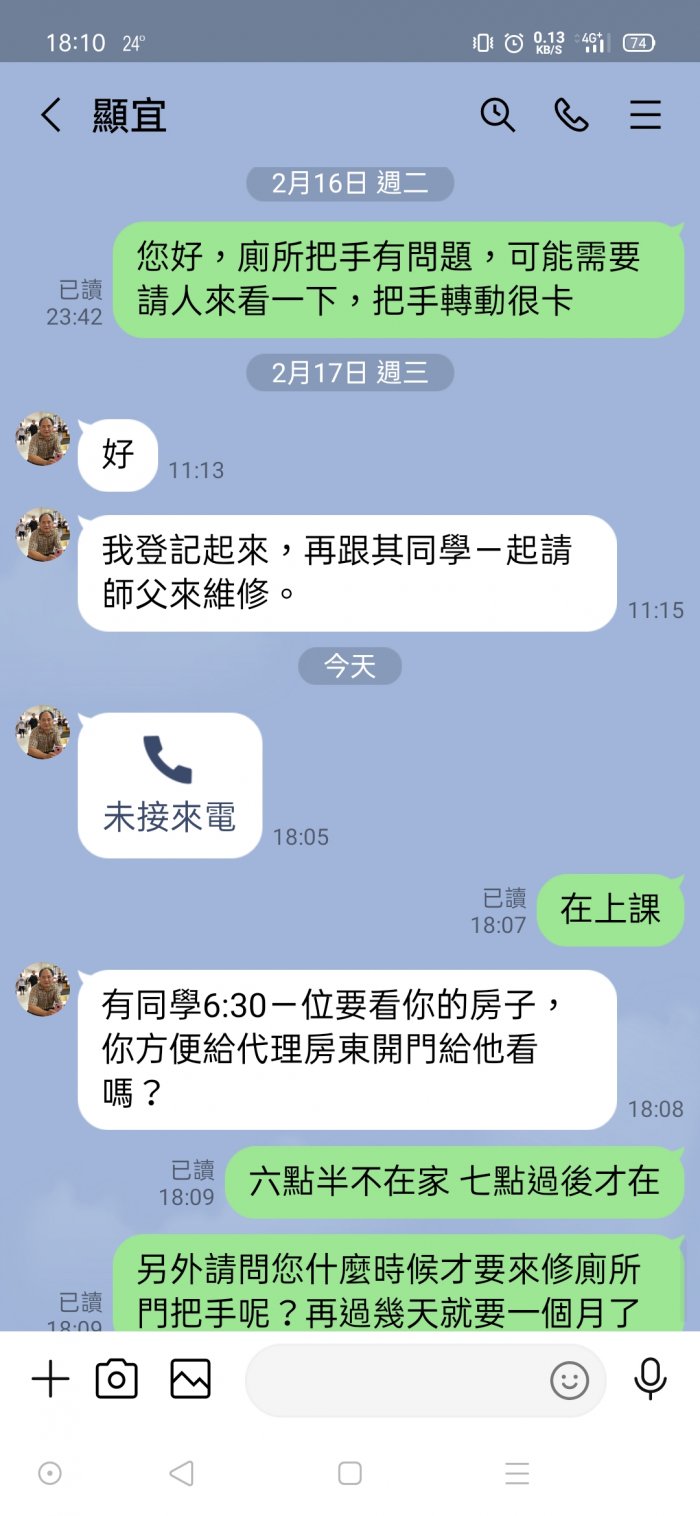 18:10 24° 0.13 KB/S 4G+ 74
顯宜
2月16日 週二
您好，廁所把手有問題，可能需要
請人來看一下，把手轉動很卡
已讀
23:42
2月17日 週三
好
11:13
我登記起來，再跟其同學－起請
師父來維修。
11:15
今天
未接來電
18:05
在上課
已讀
18:07
有同學6:30－位要看你的房子，
你方便給代理房東開門給他看
嗎？
18:08
六點半不在家 七點過後才在
已讀
18:09
另外請問您什麼時候才要來修廁所
門把手呢？再過幾天就要一個月了
已讀
18:09